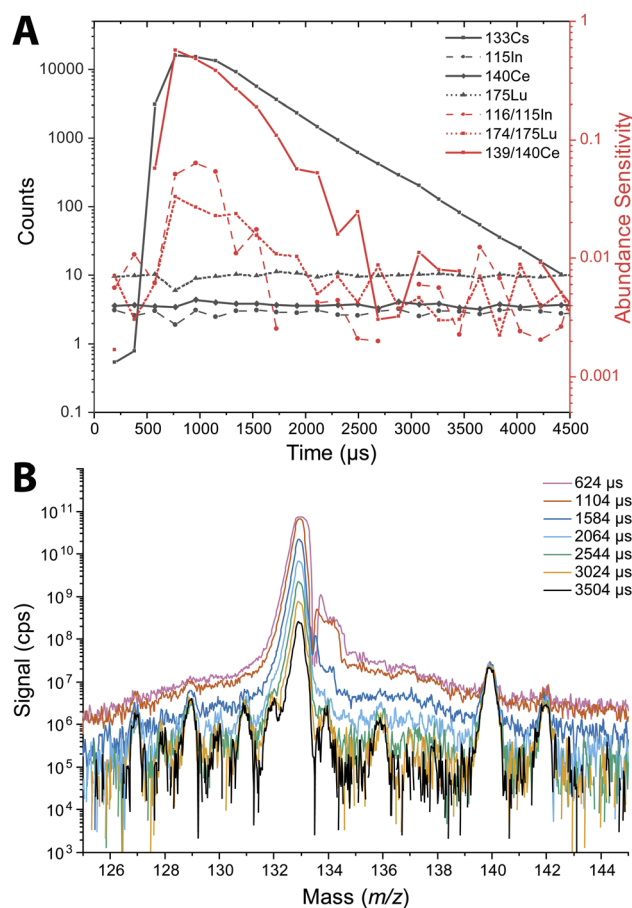 A
133Cs
115In
140Ce
175Lu
116/115In
174/175Lu
139/140Ce
10000
1000
100
10
1
0.1
Counts
1
0.1
0.01
0.001
Abundance Sensitivity
0 500 1000 1500 2000 2500 3000 3500 4000 4500
Time (µs)
B
624 µs
1104 µs
1584 µs
2064 µs
2544 µs
3024 µs
3504 µs
10¹¹
10¹⁰
10⁹
10⁸
10⁷
10⁶
10⁵
10⁴
10³
Signal (cps)
126 128 130 132 134 136 138 140 142 144
Mass (m/z)